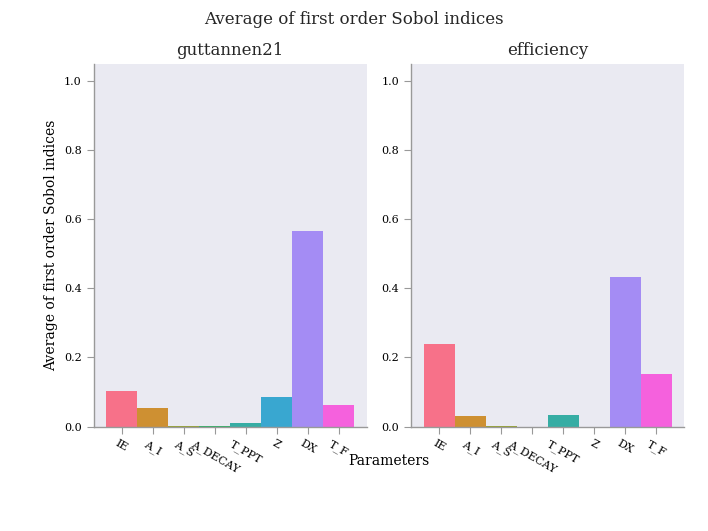 Average of first order Sobol indices
guttannen21
efficiency
Average of first order Sobol indices
1.0
0.8
0.6
0.4
0.2
0.0
1.0
0.8
0.6
0.4
0.2
0.0
IE
A_I
A_S
A_DECAY
T_PPT
Z
DX
T_F
IE
A_I
A_S
A_DECAY
T_PPT
Z
DX
T_F
Parameters